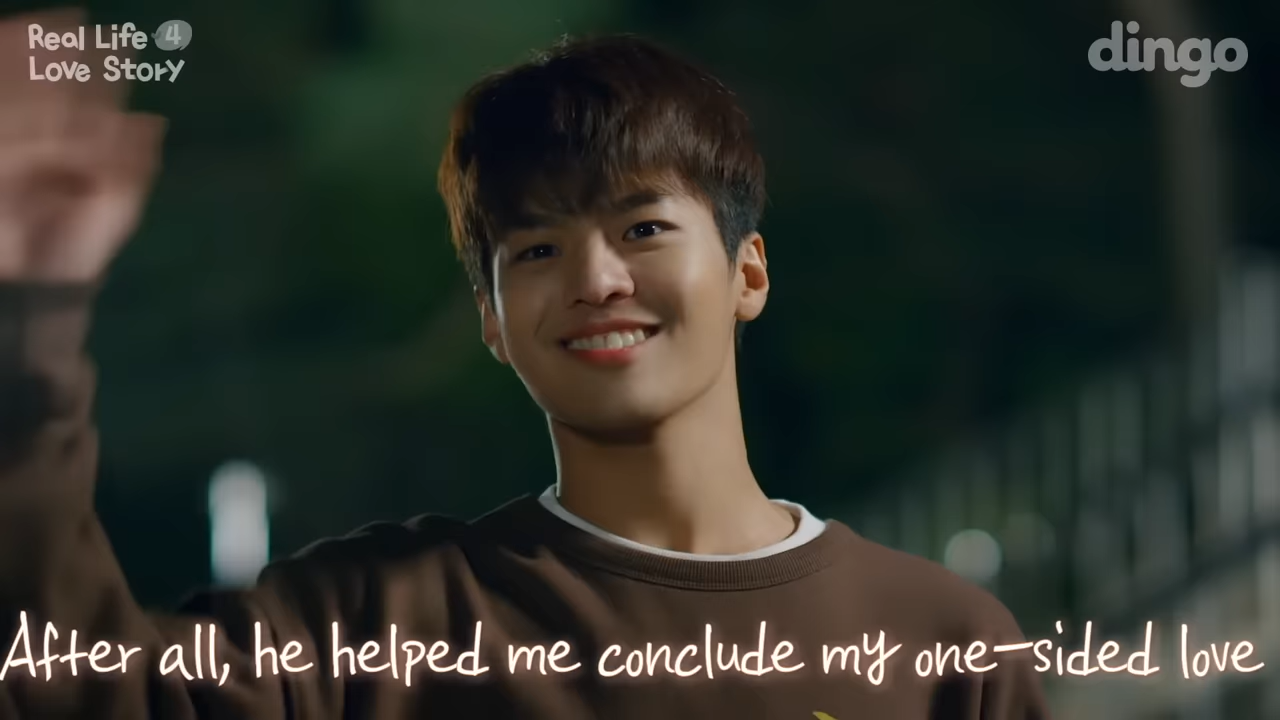 Real Life 4
Love Story
dingo
After all, he helped me conclude my one-sided love